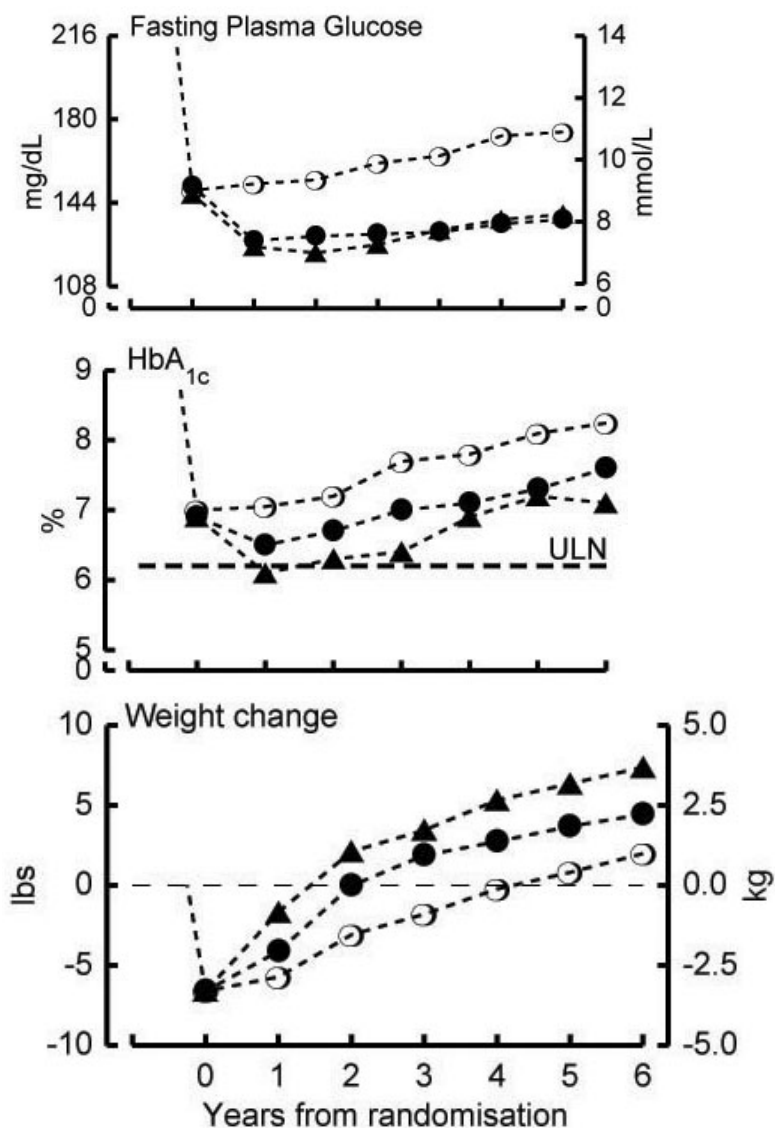 Fasting Plasma Glucose
216
180
144
108
0
mg/dL
14
12
10
8
6
0
mmol/L
HbA1c
9
8
7
6
5
0
%
ULN
Weight change
10
5
0
-5
-10
lbs
5.0
2.5
0.0
-2.5
-5.0
kg
0 1 2 3 4 5 6
Years from randomisation